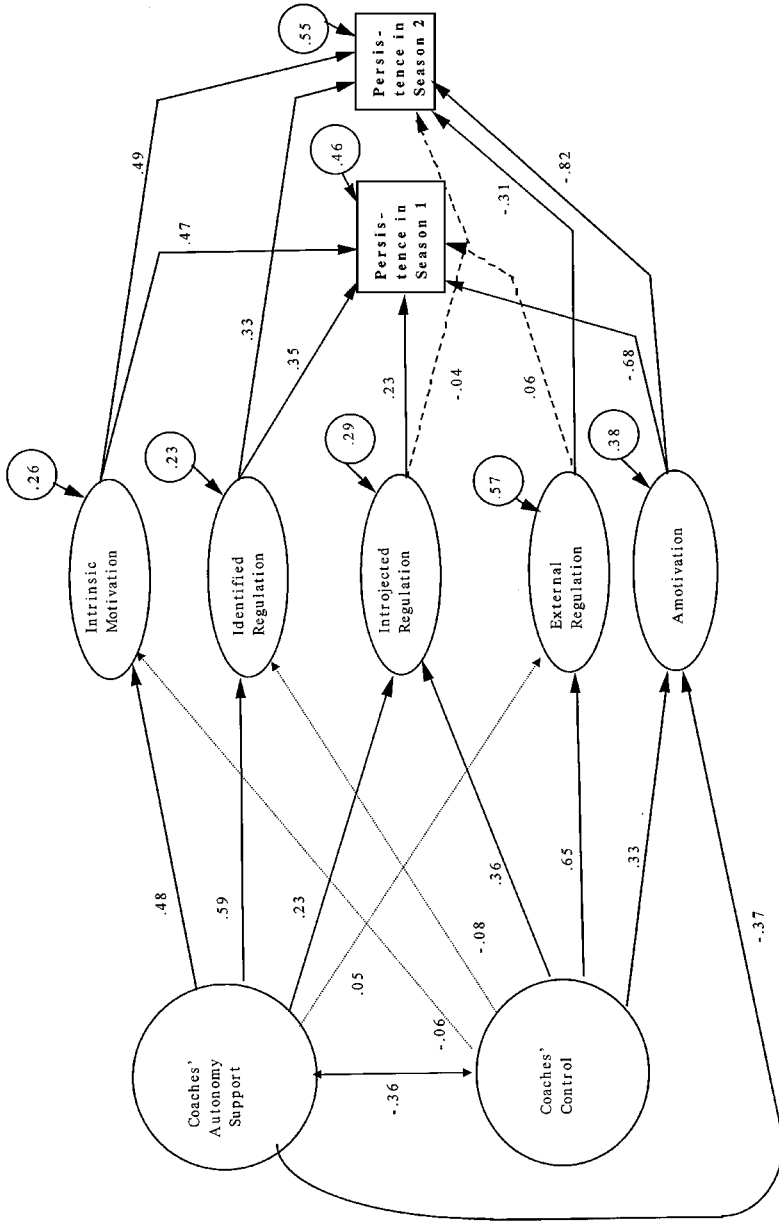 Coaches'
Autonomy
Support
Coaches'
Control
-.36
.48
.59
.23
.05
-.06
-.08
.36
.65
.33
-.37
Intrinsic
Motivation
.26
Identified
Regulation
.23
Introjected
Regulation
.29
External
Regulation
.57
Amotivation
.38
.49
.47
.33
.35
.23
-.04
.06
-.31
-.68
-.82
Persis-
tence in
Season 1
.46
Persis-
tence in
Season 2
.55